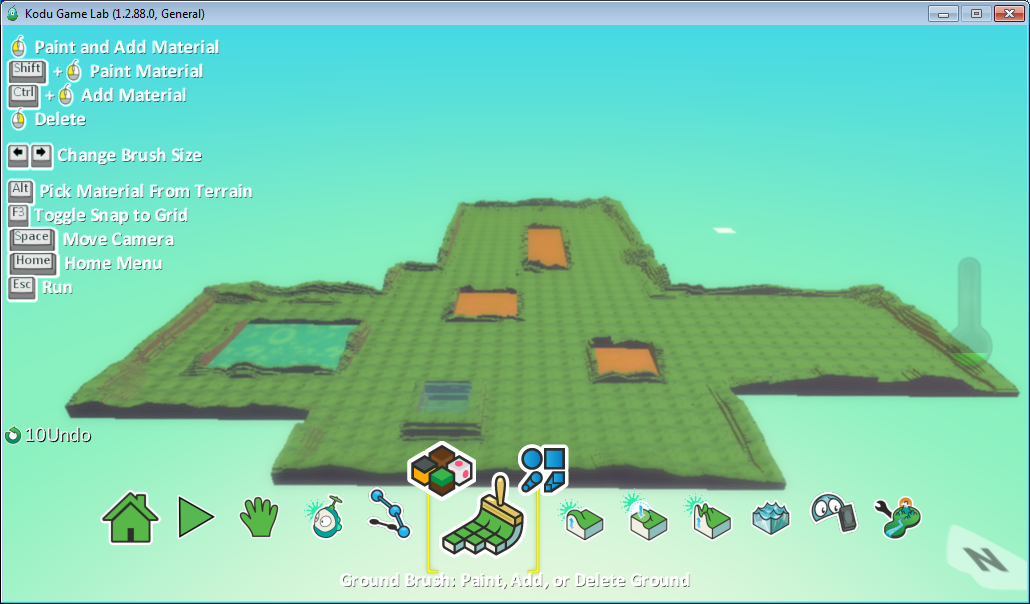 Kodu Game Lab (1.2.88.0, General)
Paint and Add Material
Shift + Paint Material
Ctrl + Add Material
Delete
Change Brush Size
Alt Pick Material From Terrain
F3 Toggle Snap to Grid
Space Move Camera
Home Home Menu
Esc Run
10Undo
N
Ground Brush: Paint, Add, or Delete Ground